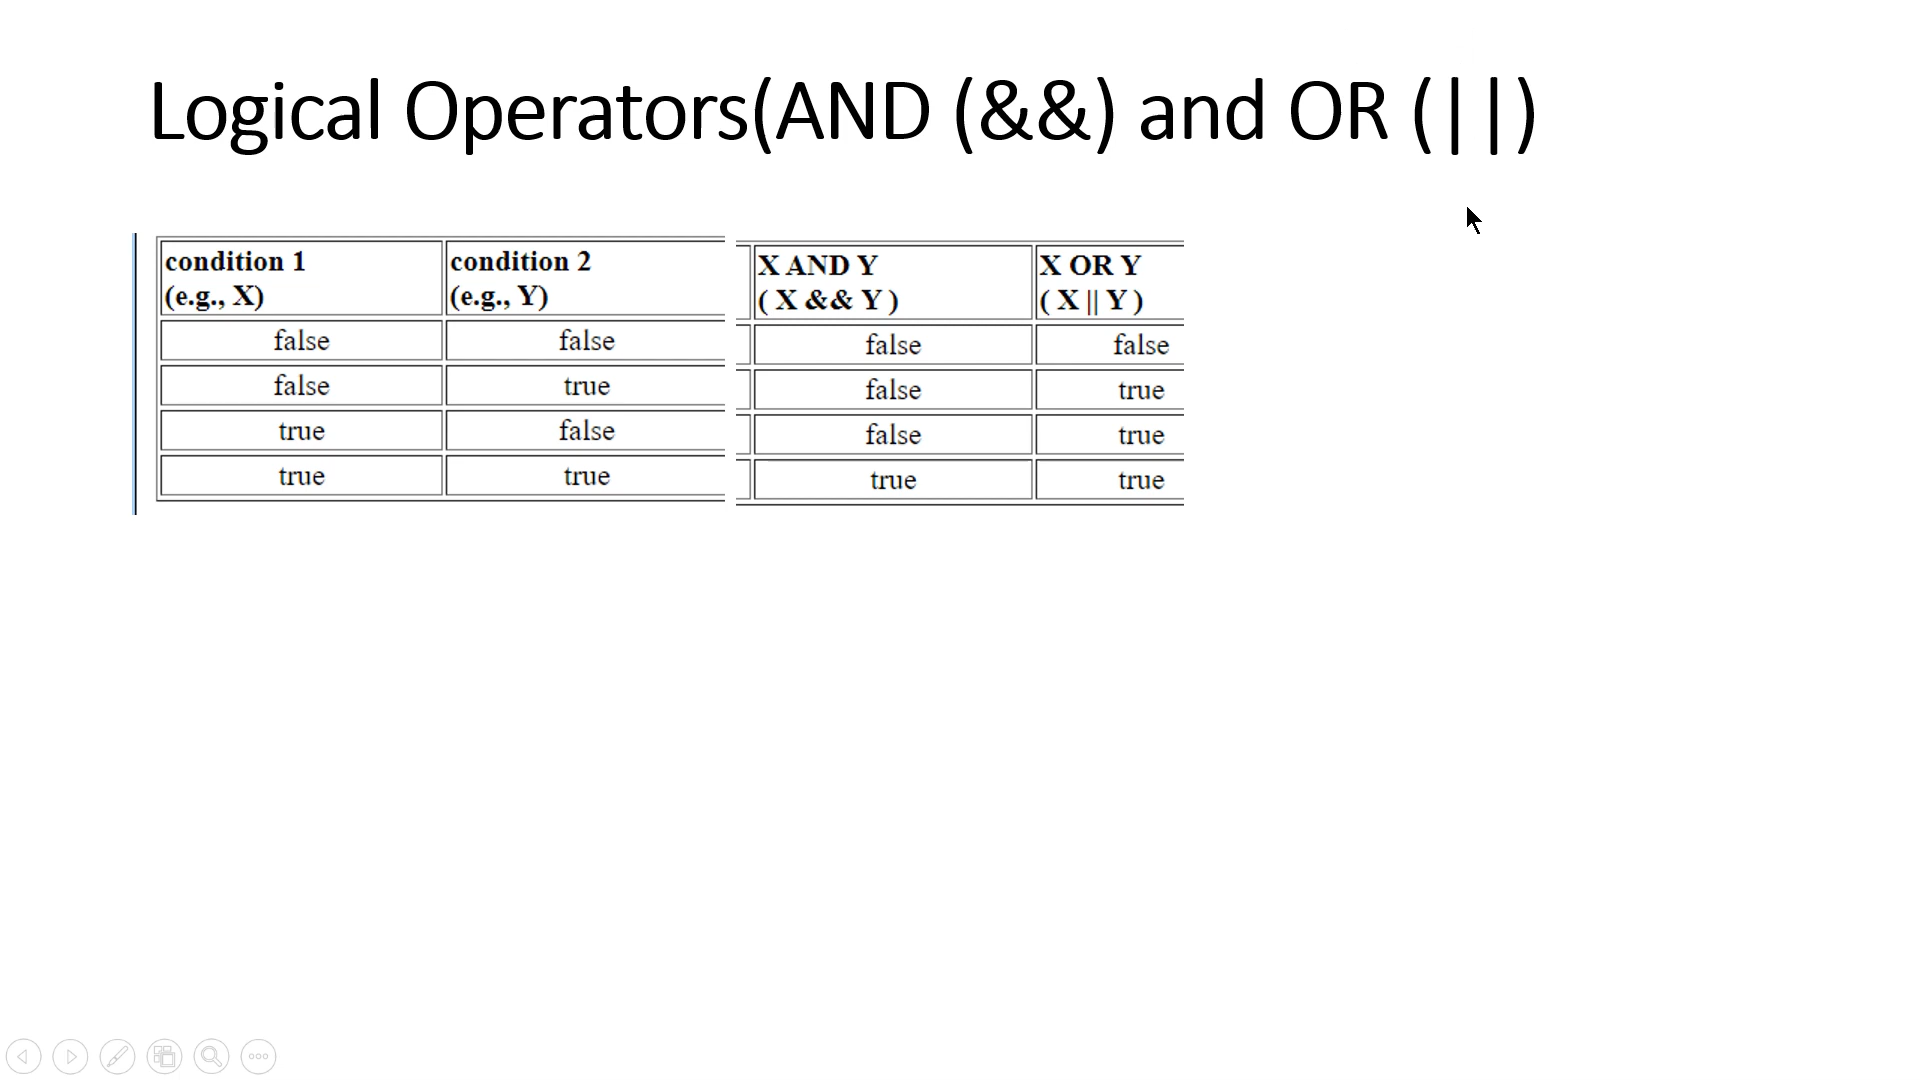 Logical Operators(AND (&&) and OR (||)
condition 1 condition 2 X AND Y X OR Y
(e.g., X) (e.g., Y) ( X && Y ) ( X || Y )
false false false false
false true false true
true false false true
true true true true